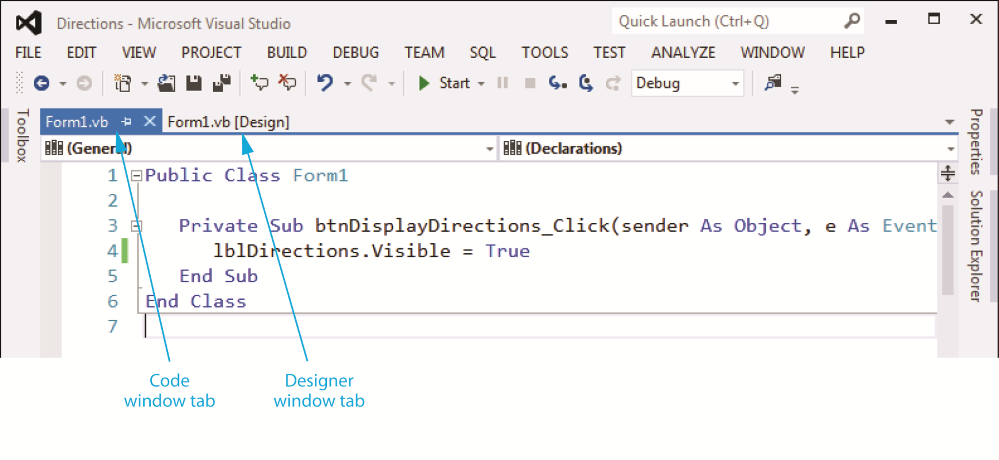 Directions - Microsoft Visual Studio
Quick Launch (Ctrl+Q)
FILE EDIT VIEW PROJECT BUILD DEBUG TEAM SQL TOOLS TEST ANALYZE WINDOW HELP
Start Debug
Toolbox
Form1.vb Form1.vb [Design]
(General) (Declarations)
1 Public Class Form1
2
3 Private Sub btnDisplayDirections_Click(sender As Object, e As Event
4 lblDirections.Visible = True
5 End Sub
6 End Class
7
Properties
Solution Explorer
Code
window tab
Designer
window tab